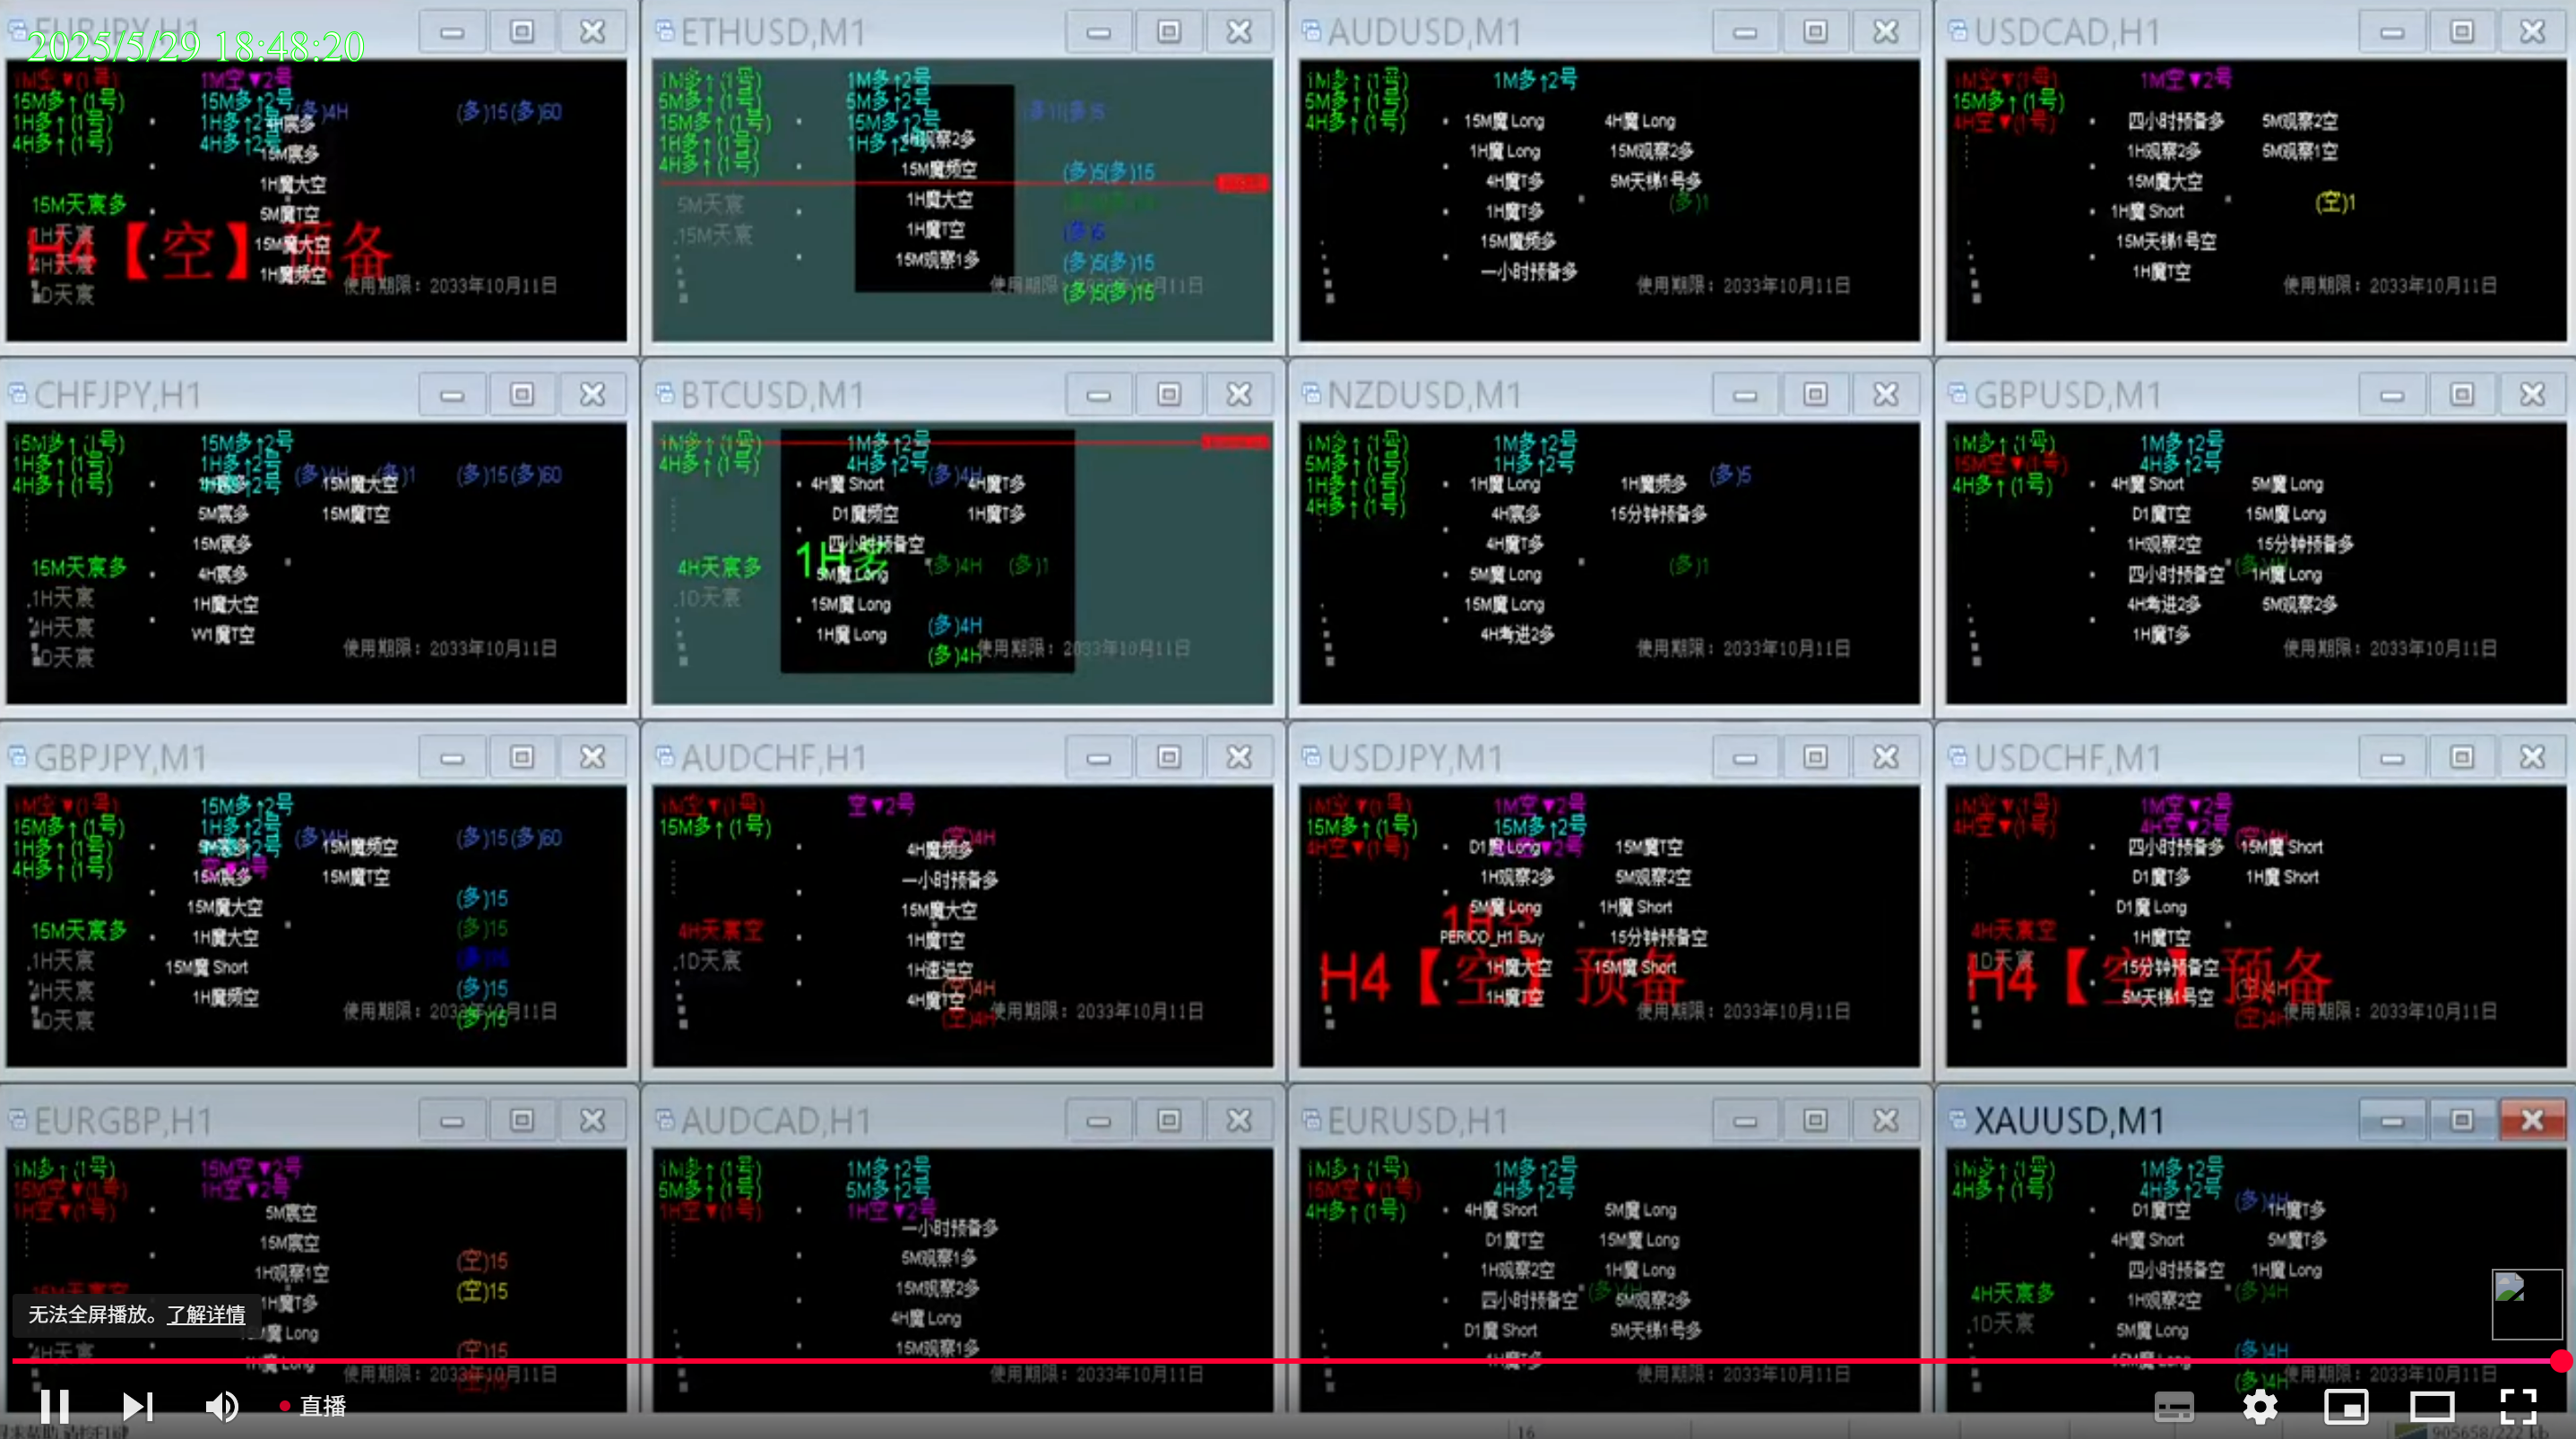 EURJPY,H1
2025/5/29 18:48:20
1M空▼(1号) 1M空▼2号
15M多↑(1号) 15M多↑2号
(多)4H (多)15(多)60
1H多↑(1号) 1H多↑2号
4H宸多
4H多↑(1号) 4H多↑2号
15M宸多
1H魔大空
15M天宸多 5M魔T空
1H天宸 15M魔大空
H4【空】预备
4H天宸 1H魔频空
1D天宸 使用期限：2033年10月11日
ETHUSD,M1
1M多↑(1号) 1M多↑2号
5M多↑(1号) 5M多↑2号
15M多↑(1号) 15M多↑2号
1H多↑(1号) 1H多↑2号
观察2多
4H多↑(1号) 15M魔频空 (多)5(多)15
5M天宸 1H魔大空
.15M天宸 1H魔T空 (多)5
15M观察1多 (多)5(多)15
使用期限：2033年10月11日
(多)5(多)15
AUDUSD,M1
1M多↑(1号) 1M多↑2号
5M多↑(1号)
4H多↑(1号) 15M魔 Long 4H魔 Long
1H魔 Long 15M观察2多
4H魔T多 5M天梯1号多
1H魔T多 (多)1
15M魔频多
一小时预备多
使用期限：2033年10月11日
USDCAD,H1
1M空▼(1号) 1M空▼2号
15M多↑(1号)
4H空▼(1号) 四小时预备多 5M观察2空
1H观察2多 5M观察1空
15M魔大空
1H魔 Short (空)1
15M天梯1号空
1H魔T空
使用期限：2033年10月11日
CHFJPY,H1
15M多↑(1号) 15M多↑2号
1H多↑(1号) 1H多↑2号
(多)4H (多)1 (多)15(多)60
4H多↑(1号) 15M魔大空
5M宸多 15M魔T空
15M宸多
15M天宸多 4H宸多
.1H天宸 1H魔大空
4H天宸 W1魔T空
1D天宸 使用期限：2033年10月11日
BTCUSD,M1
1M多↑(1号) 1M多↑2号
4H多↑(1号) 4H多↑2号
(多)4H
4H魔 Short 4H魔T多
D1魔频空 1H魔T多
四小时预备空
4H天宸多 1H多 (多)4H (多)1
5M魔 Long
.1D天宸 15M魔 Long
1H魔 Long (多)4H
(多)4H 使用期限：2033年10月11日
NZDUSD,M1
1M多↑(1号) 1M多↑2号
5M多↑(1号) 1H多↑2号
1H多↑(1号) 1H魔 Long 1H魔频多 (多)5
4H多↑(1号) 4H宸多 15分钟预备多
4H魔T多
5M魔 Long (多)1
15M魔 Long
4H考进2多
使用期限：2033年10月11日
GBPUSD,M1
1M多↑(1号) 1M多↑2号
15M空▼(1号) 4H多↑2号
4H多↑(1号) 4H魔 Short 5M魔 Long
D1魔T空 15M魔 Long
1H观察2空 15分钟预备多
四小时预备空 1H魔 Long
4H考进2多 5M观察2多
1H魔T多
使用期限：2033年10月11日
GBPJPY,M1
1M空▼(1号) 15M多↑2号
15M多↑(1号) 1H多↑2号
(多)4H (多)15(多)60
1H多↑(1号) 15M魔频空
4H多↑(1号) 空▼2号
15M宸多 15M魔T空
15M魔大空 (多)15
15M天宸多 1H魔大空 (多)15
.1H天宸 15M魔 Short (多)15
4H天宸 1H魔频空 (多)15
1D天宸 使用期限：2033年10月11日
(多)15
AUDCHF,H1
1M空▼(1号) 空▼2号
15M多↑(1号) (空)4H
4H魔频多
一小时预备多
15M魔大空
4H天宸空 1H魔T空
.1D天宸 1H速进空
(空)4H
4H魔T空
(空)4H 使用期限：2033年10月11日
USDJPY,M1
1M空▼(1号) 1M空▼2号
15M多↑(1号) 15M多↑2号
4H空▼(1号) D1魔 Long 空▼2号 15M魔T空
1H观察2多 5M观察2空
5M魔 Long 1H魔 Short
1H空
PERIOD_H1 Buy 15分钟预备空
1H魔大空 15M魔 Short
H4【空】预备
1H魔T空
使用期限：2033年10月11日
USDCHF,M1
1M空▼(1号) 1M空▼2号
4H空▼(1号) 4H空▼2号
(空)4H
四小时预备多 15M魔 Short
D1魔T多 1H魔 Short
D1魔 Long
4H天宸空 1H魔T空
1D天宸 15分钟预备空
H4【空】预备
5M天梯1号空 (空)4H
(空)4H 使用期限：2033年10月11日
EURGBP,H1
1M多↑(1号) 15M空▼2号
15M空▼(1号) 1H空▼2号
1H空▼(1号) 5M宸空
15M宸空
1H观察1空 (空)15
15M天宸空 (空)15
1H魔T多
魔 Long
4H天宸 1H魔 Long (空)15
使用期限：2033年10月11日
AUDCAD,H1
1M多↑(1号) 1M多↑2号
5M多↑(1号) 5M多↑2号
1H空▼(1号) 1H空▼2号
一小时预备多
5M观察1多
15M观察2多
4H魔 Long
15M观察1多
使用期限：2033年10月11日
EURUSD,H1
1M多↑(1号) 1M多↑2号
15M空▼(1号) 4H多↑2号
4H多↑(1号) 4H魔 Short 5M魔 Long
D1魔T空 15M魔 Long
1H观察2空 1H魔 Long
四小时预备空 5M观察2多
D1魔 Short 5M天梯1号多
1H魔T多
使用期限：2033年10月11日
XAUUSD,M1
1M多↑(1号) 1M多↑2号
4H多↑(1号) 4H多↑2号
(多)4H
D1魔T空 1H魔T多
4H魔 Short 5M魔T多
四小时预备空 1H魔 Long
4H天宸多 1H观察2空 (多)4H
.1D天宸 5M魔 Long
15M魔 Long (多)4H
(多)4H 使用期限：2033年10月11日
无法全屏播放。了解详情
直播
16
905658/222 kb